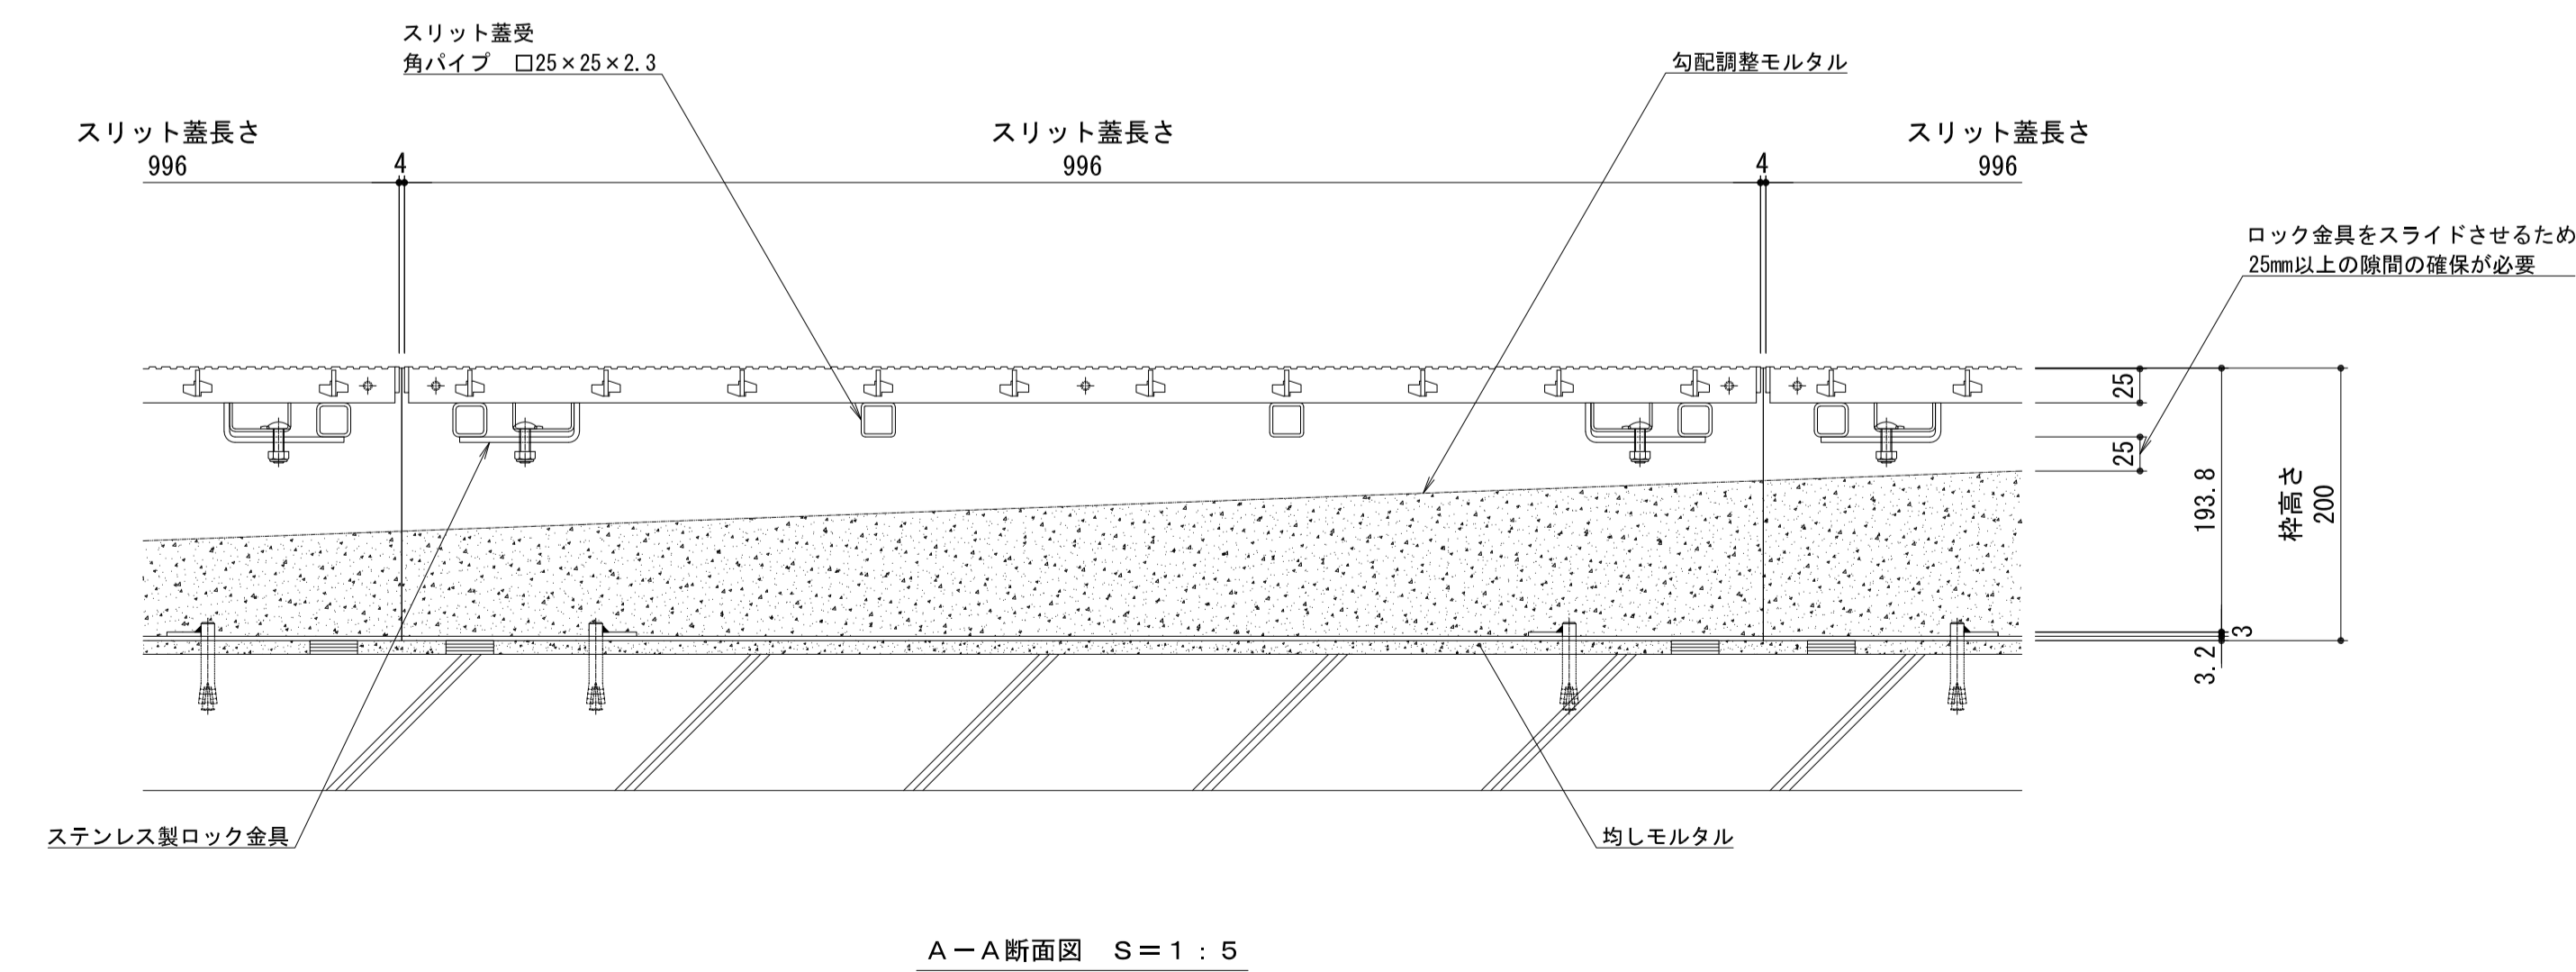 スリット蓋受
角パイプ　□25×25×2.3
勾配調整モルタル
スリット蓋長さ
996
4
スリット蓋長さ
996
4
スリット蓋長さ
996
ロック金具をスライドさせるため
25mm以上の隙間の確保が必要
25
25
193.8
枠高さ
200
3
3.2
ステンレス製ロック金具
均しモルタル
A－A断面図　S＝1：5